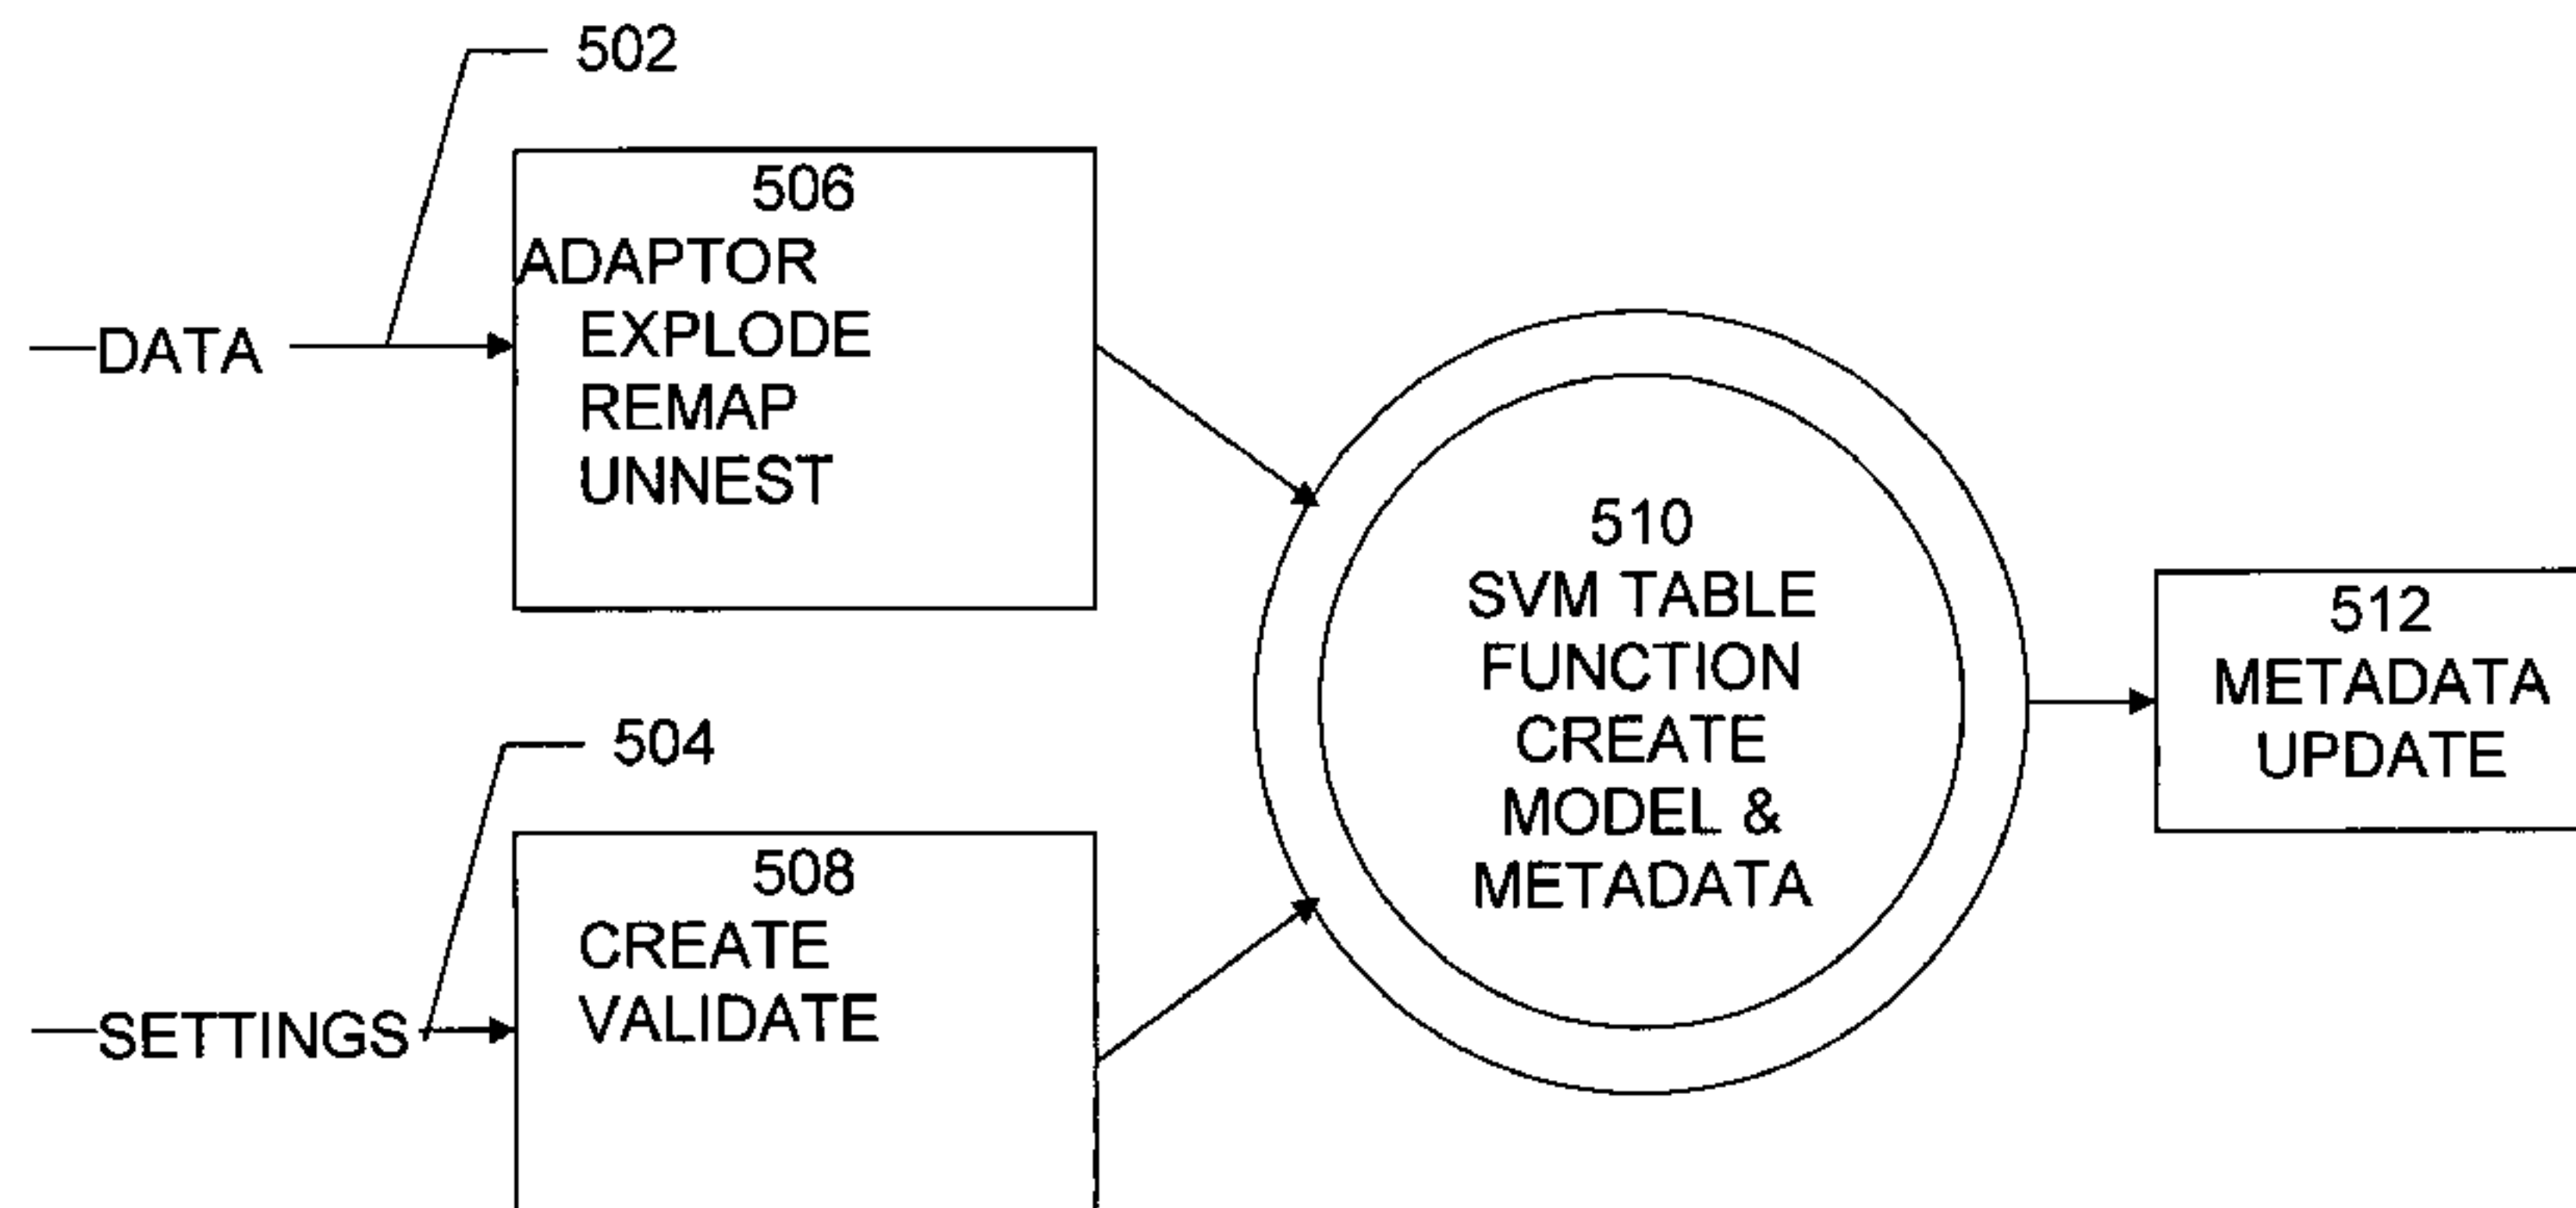 502
506
ADAPTOR
EXPLODE
REMAP
UNNEST
DATA
510
SVM TABLE
FUNCTION
CREATE
MODEL &
METADATA
512
METADATA
UPDATE
504
508
CREATE
VALIDATE
SETTINGS